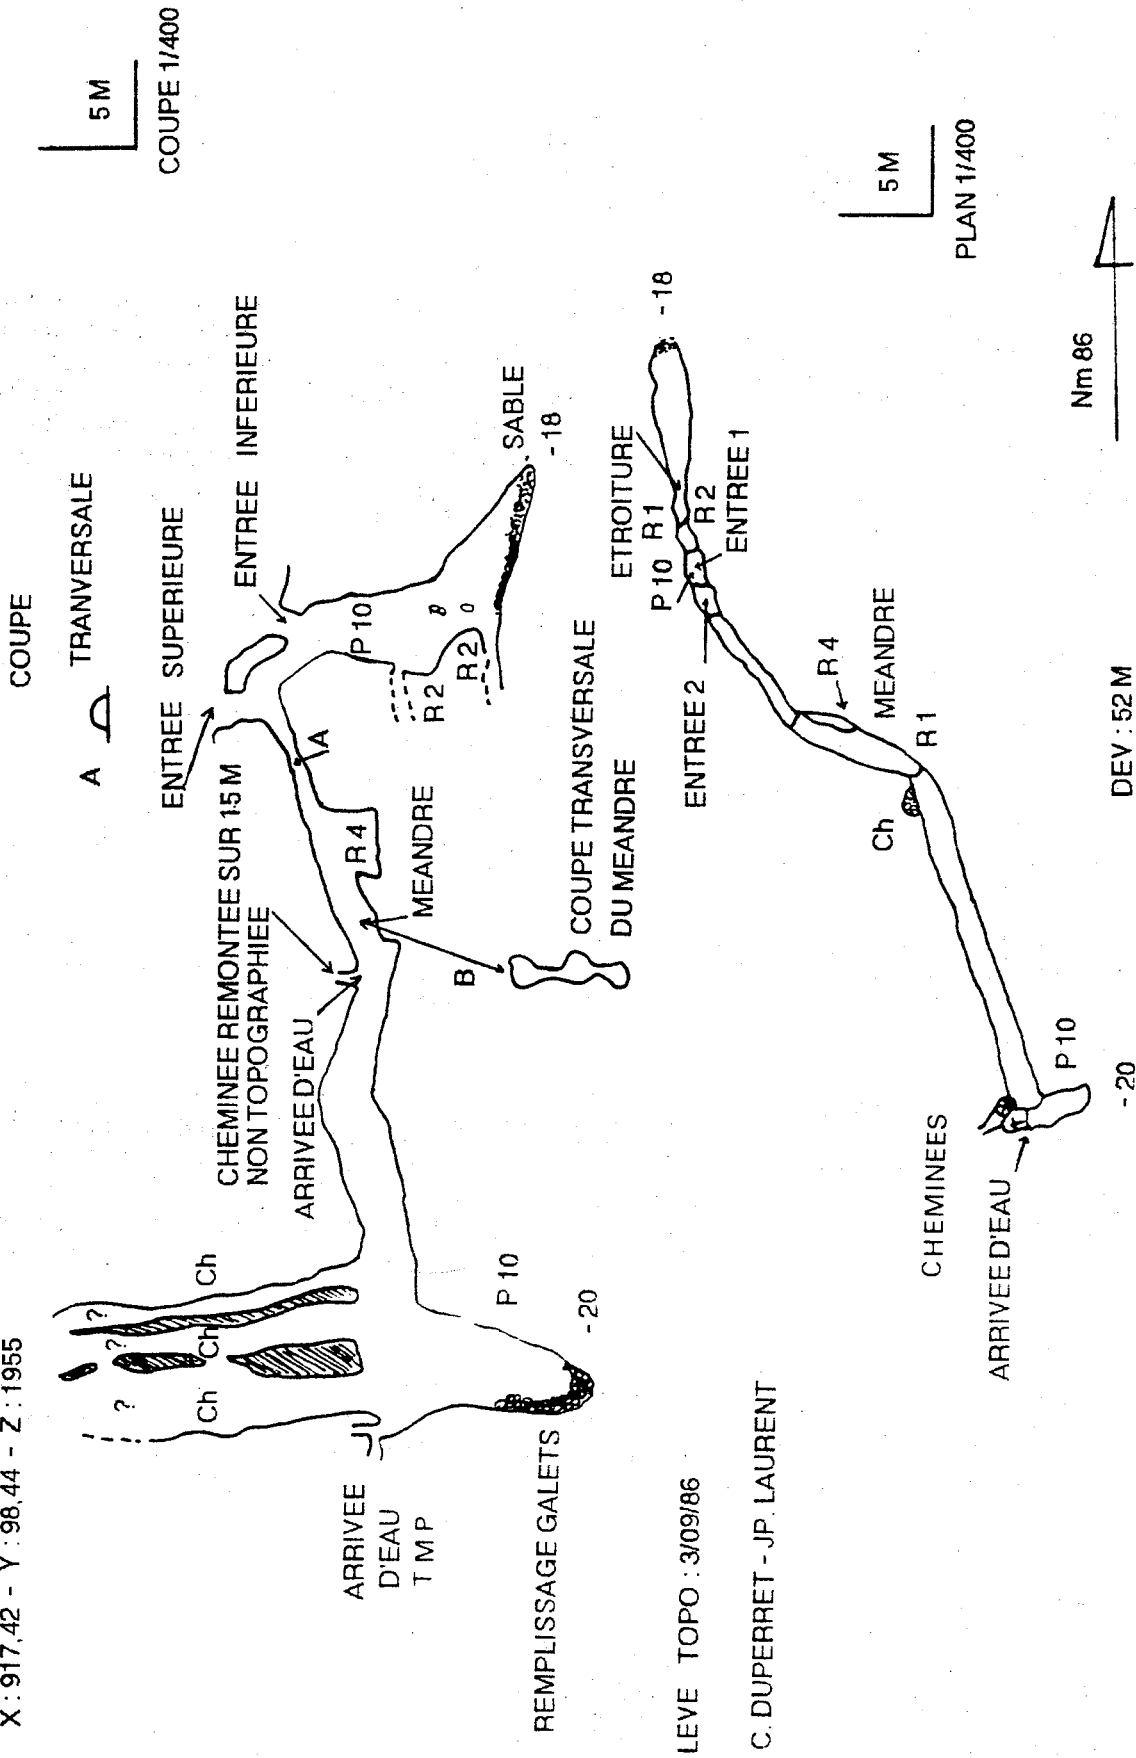 X : 917,42 - Y : 98,44 - Z : 1955
COUPE
A TRANVERSALE
5 M
COUPE 1/400
ENTREE SUPERIEURE
ENTREE INFERIEURE
CHEMINEE REMONTEE SUR 15 M
NON TOPOGRAPHIEE
ARRIVEE D'EAU
?
?
?
Ch
Ch
Ch
A
P 10
R 2
R 2
R 4
MEANDRE
SABLE
-18
B
COUPE TRANSVERSALE
DU MEANDRE
P 10
-20
ARRIVEE
D'EAU
T M P
REMPLISSAGE GALETS
LEVE TOPO : 3/09/86
C. DUPERRET - JP. LAURENT
5 M
PLAN 1/400
-18
ETROITURE
R 1
P 10
R 2
ENTREE 1
ENTREE 2
R 4
MEANDRE
R 1
Ch
CHEMINEES
ARRIVEE D'EAU
P 10
-20
DEV : 52 M
Nm 86